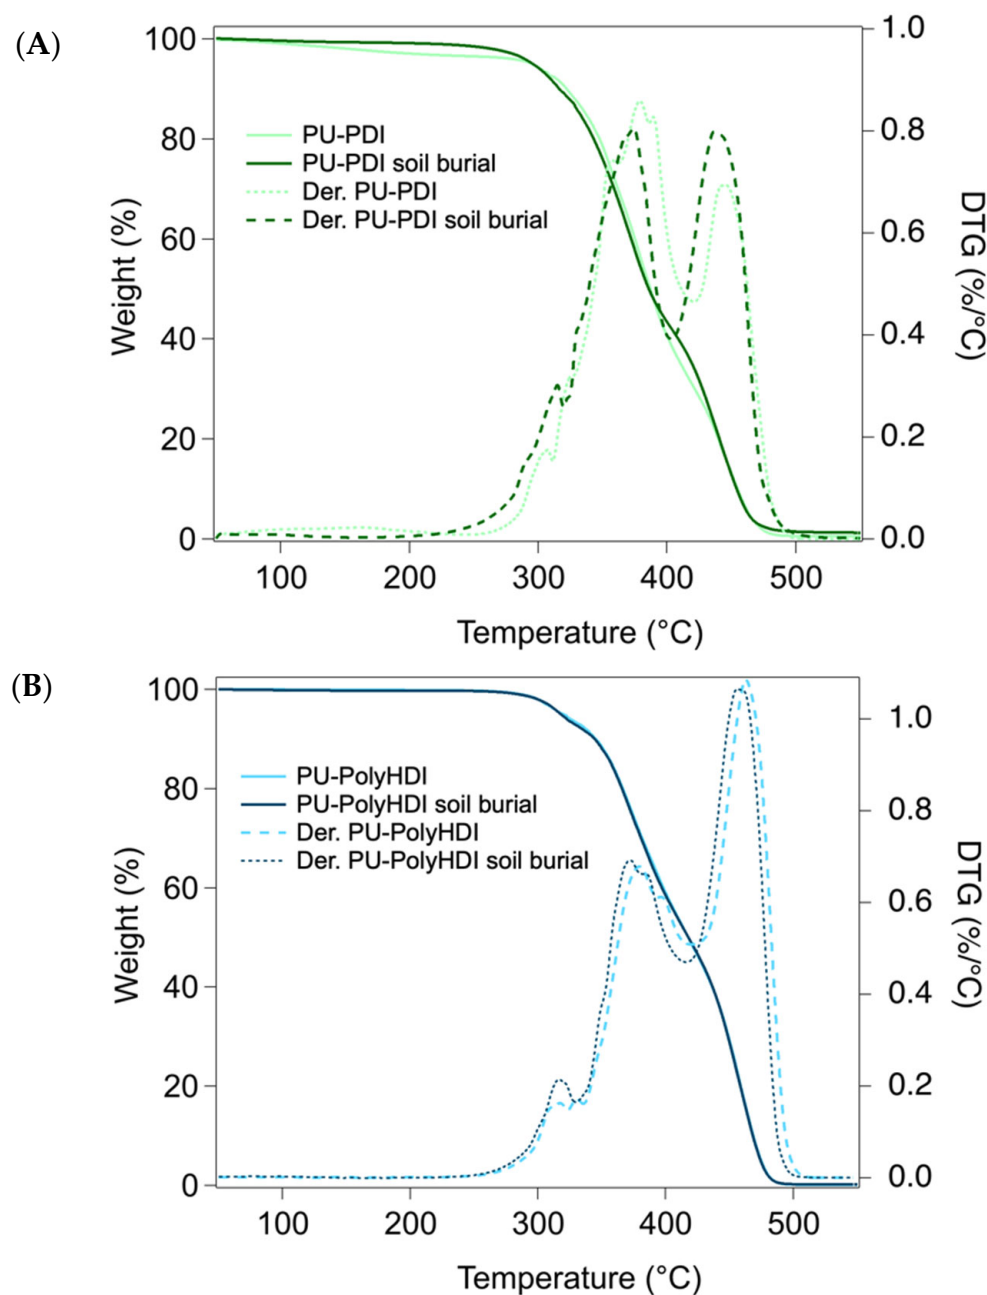 (A)
100
80
60
40
20
0
Weight (%)
PU-PDI
PU-PDI soil burial
Der. PU-PDI
Der. PU-PDI soil burial
1.0
0.8
0.6
0.4
0.2
0.0
DTG (%/°C)
100 200 300 400 500
Temperature (°C)
(B)
100
80
60
40
20
0
Weight (%)
PU-PolyHDI
PU-PolyHDI soil burial
Der. PU-PolyHDI
Der. PU-PolyHDI soil burial
1.0
0.8
0.6
0.4
0.2
0.0
DTG (%/°C)
100 200 300 400 500
Temperature (°C)